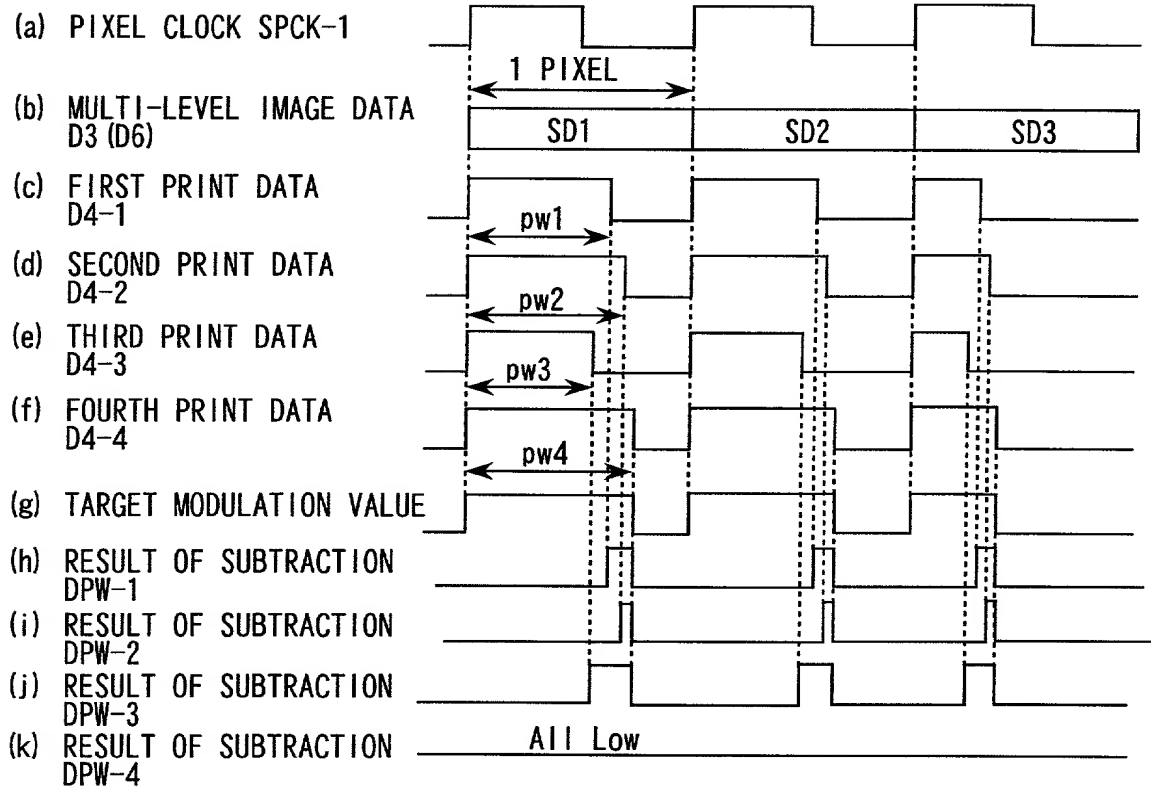 (a) PIXEL CLOCK SPCK-1
1 PIXEL
(b) MULTI-LEVEL IMAGE DATA
D3 (D6)
SD1 SD2 SD3
(c) FIRST PRINT DATA
D4-1
pw1
(d) SECOND PRINT DATA
D4-2
pw2
(e) THIRD PRINT DATA
D4-3
pw3
(f) FOURTH PRINT DATA
D4-4
pw4
(g) TARGET MODULATION VALUE
(h) RESULT OF SUBTRACTION
DPW-1
(i) RESULT OF SUBTRACTION
DPW-2
(j) RESULT OF SUBTRACTION
DPW-3
(k) RESULT OF SUBTRACTION
DPW-4
All Low